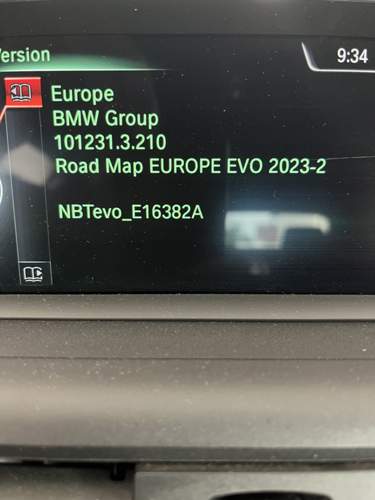 Version
9:34
Europe
BMW Group
101231.3.210
Road Map EUROPE EVO 2023-2
NBTevo_E16382A